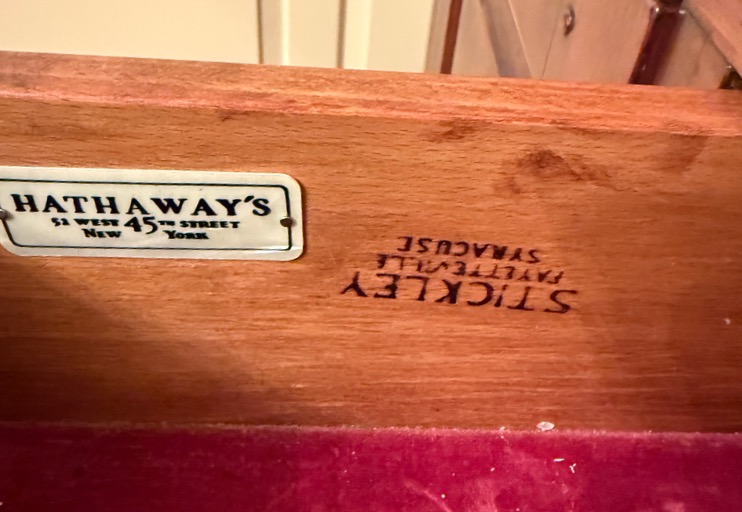 HATHAWAY'S
51 WEST 45TH STREET
NEW YORK
STICKLEY
FAYETTEVILLE
SYRACUSE